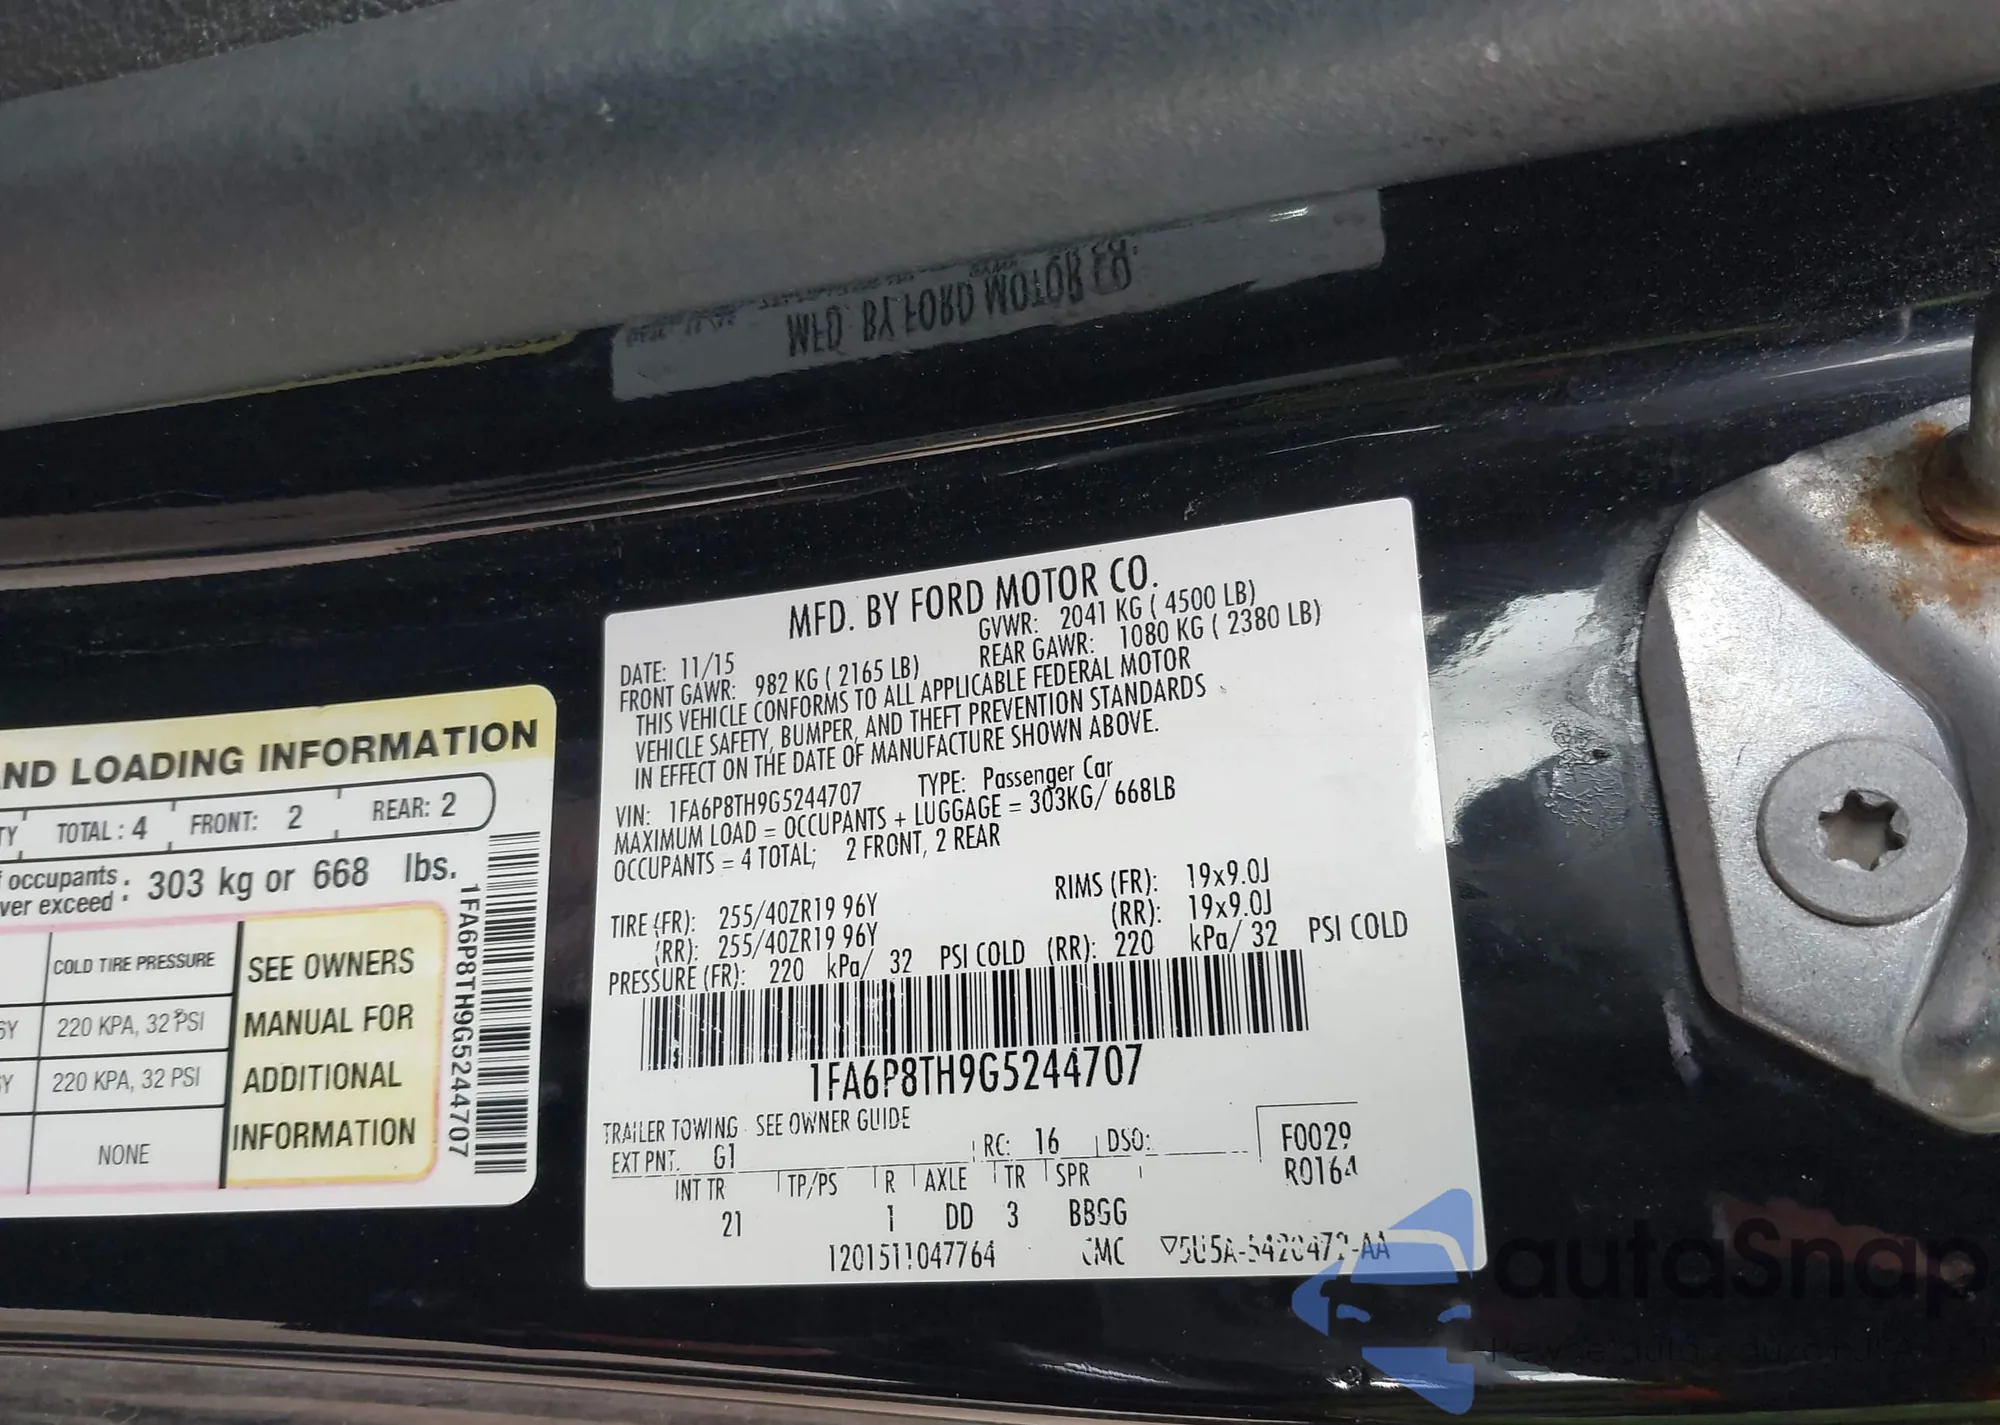 MFD. BY FORD MOTOR CO.
DATE: 11/15 GVWR: 2041 KG ( 4500 LB)
FRONT GAWR: 982 KG ( 2165 LB) REAR GAWR: 1080 KG ( 2380 LB)
THIS VEHICLE CONFORMS TO ALL APPLICABLE FEDERAL MOTOR
VEHICLE SAFETY, BUMPER, AND THEFT PREVENTION STANDARDS
IN EFFECT ON THE DATE OF MANUFACTURE SHOWN ABOVE.
VIN: 1FA6P8TH9G5244707 TYPE: Passenger Car
MAXIMUM LOAD = OCCUPANTS + LUGGAGE = 303KG/ 668LB
OCCUPANTS = 4 TOTAL; 2 FRONT, 2 REAR
TIRE (FR): 255/40ZR19 96Y RIMS (FR): 19x9.0J
(RR): 255/40ZR19 96Y (RR): 19x9.0J
PRESSURE (FR): 220 kPa/ 32 PSI COLD (RR): 220 kPa/ 32 PSI COLD
1FA6P8TH9G5244707
TRAILER TOWING - SEE OWNER GUIDE
EXT PNT: G1 RC: 16 DSO: F0029
R0164
INT TR TP/PS R AXLE TR SPR
21 1 DD 3 BBGG
1201511047764
ND LOADING INFORMATION
TY TOTAL : 4 FRONT: 2 REAR: 2
f occupants
ver exceed : 303 kg or 668 lbs.
COLD TIRE PRESSURE
6Y 220 KPA, 32 PSI
Y 220 KPA, 32 PSI
NONE
SEE OWNERS
MANUAL FOR
ADDITIONAL
INFORMATION
1FA6P8TH9G5244707
MFD. BY FORD MOTOR CO.
autaSnap